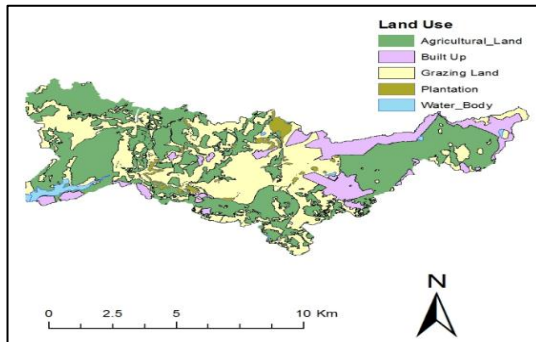 Land Use
Agricultural_Land
Built Up
Grazing Land
Plantation
Water_Body
N
0 2.5 5 10 Km